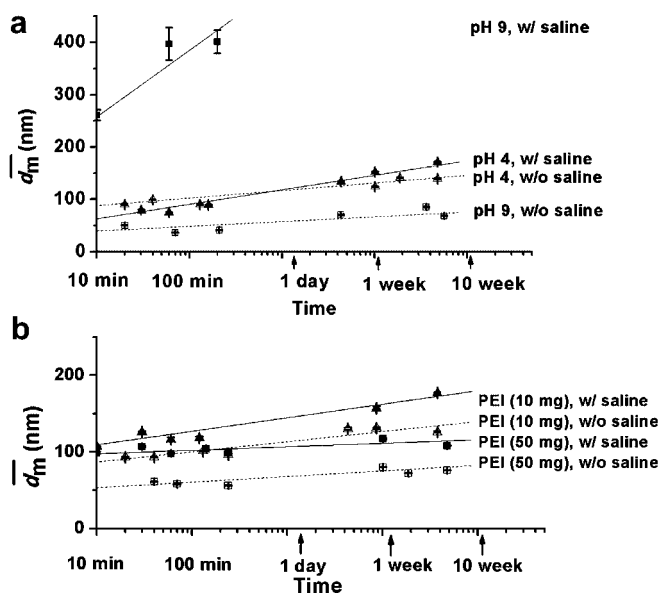 a
400
300
200
100
0
d̅m (nm)
pH 9, w/ saline
pH 4, w/ saline
pH 4, w/o saline
pH 9, w/o saline
10 min 100 min 1 day 1 week 10 week
Time
b
200
100
0
d̅m (nm)
PEI (10 mg), w/ saline
PEI (10 mg), w/o saline
PEI (50 mg), w/ saline
PEI (50 mg), w/o saline
10 min 100 min 1 day 1 week 10 week
Time